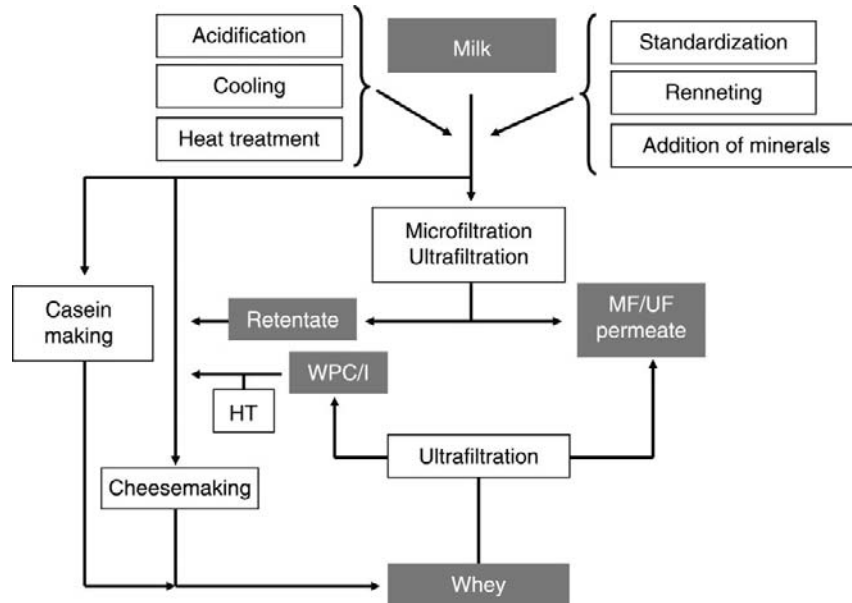 Acidification
Milk
Standardization
Cooling
Renneting
Heat treatment
Addition of minerals
Microfiltration
Ultrafiltration
Casein
making
Retentate
MF/UF
permeate
WPC/I
HT
Ultrafiltration
Cheesemaking
Whey